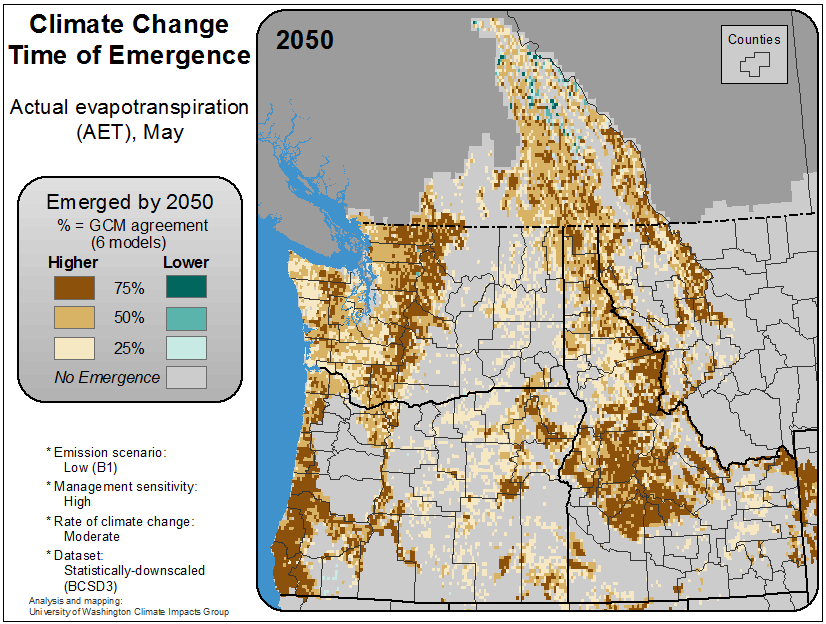 Climate Change
Time of Emergence
Actual evapotranspiration
(AET), May
Emerged by 2050
% = GCM agreement
(6 models)
Higher Lower
75%
50%
25%
No Emergence
* Emission scenario:
Low (B1)
* Management sensitivity:
High
* Rate of climate change:
Moderate
* Dataset:
Statistically-downscaled
(BCSD3)
Analysis and mapping:
University of Washington Climate Impacts Group
2050
Counties